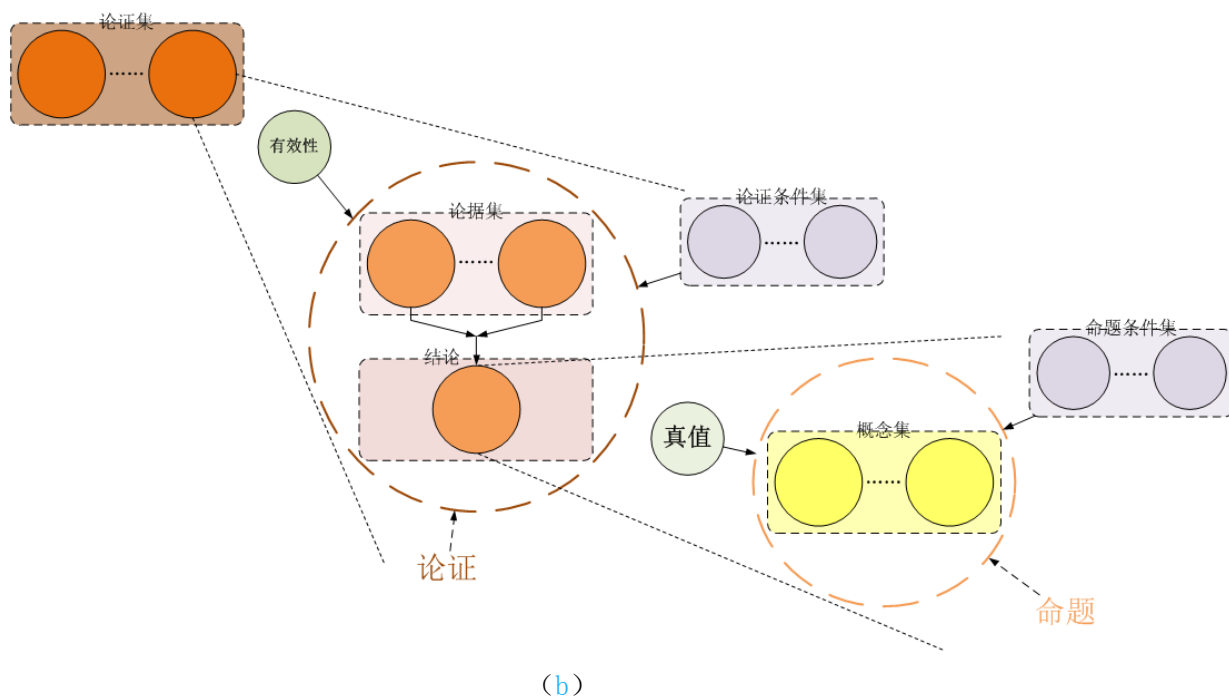 论证集
……
有效性
论证条件集
……
论据集
……
结论
命题条件集
……
真值
概念集
……
论证
命题
（b）